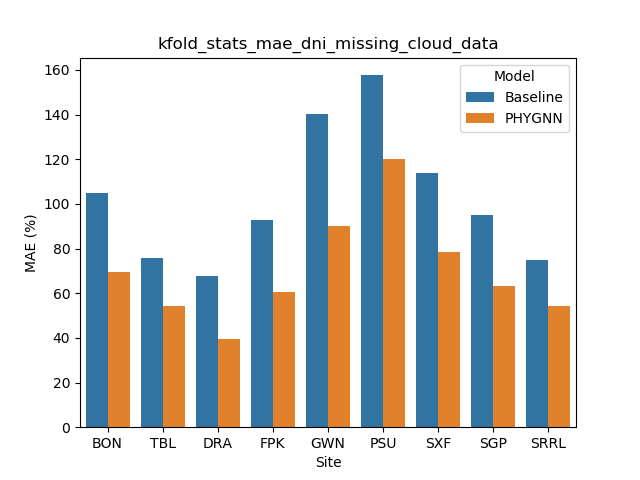 kfold_stats_mae_dni_missing_cloud_data
Model
Baseline
PHYGNN
MAE (%)
160
140
120
100
80
60
40
20
0
BON TBL DRA FPK GWN PSU SXF SGP SRRL
Site